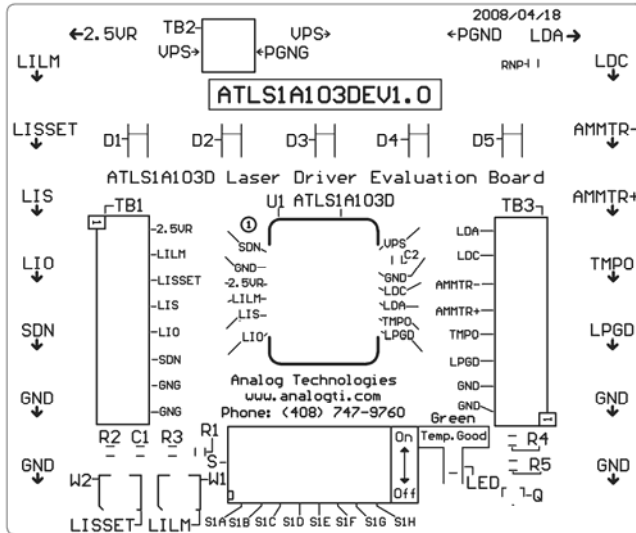 2008/04/18
←2.5VR TB2 VPS→ ←PGND LDA→
VPS→ ←PGNG
LILM RNP LDC
ATLS1A103DEV1.0
LISSET D1 D2 D3 D4 D5 AMMTR-
ATLS1A103D Laser Driver Evaluation Board
LIS AMMTR+
TB1 U1 ATLS1A103D TB3
1
2.5VR
LILM
LISSET
LIS
LIO
SDN
GNG
GNG
1
SDN
GND
2.5VR
LILM
LIS
LIO
VPS
C2
GND
LDC
LDA
TMPO
LPGD
LDA
LDC
AMMTR-
AMMTR+
TMPO
LPGD
GND
GND
1
LIO TMPO
SDN LPGD
GND GND
GND GND
Analog Technologies
www.analogti.com
Phone: (408) 747-9760
Green
Temp.Good
R2 C1 R3 R1
S
On
Off
R4
R5
LED
Q
W2 W1
LISSET LILM
S1A S1B S1C S1D S1E S1F S1G S1H